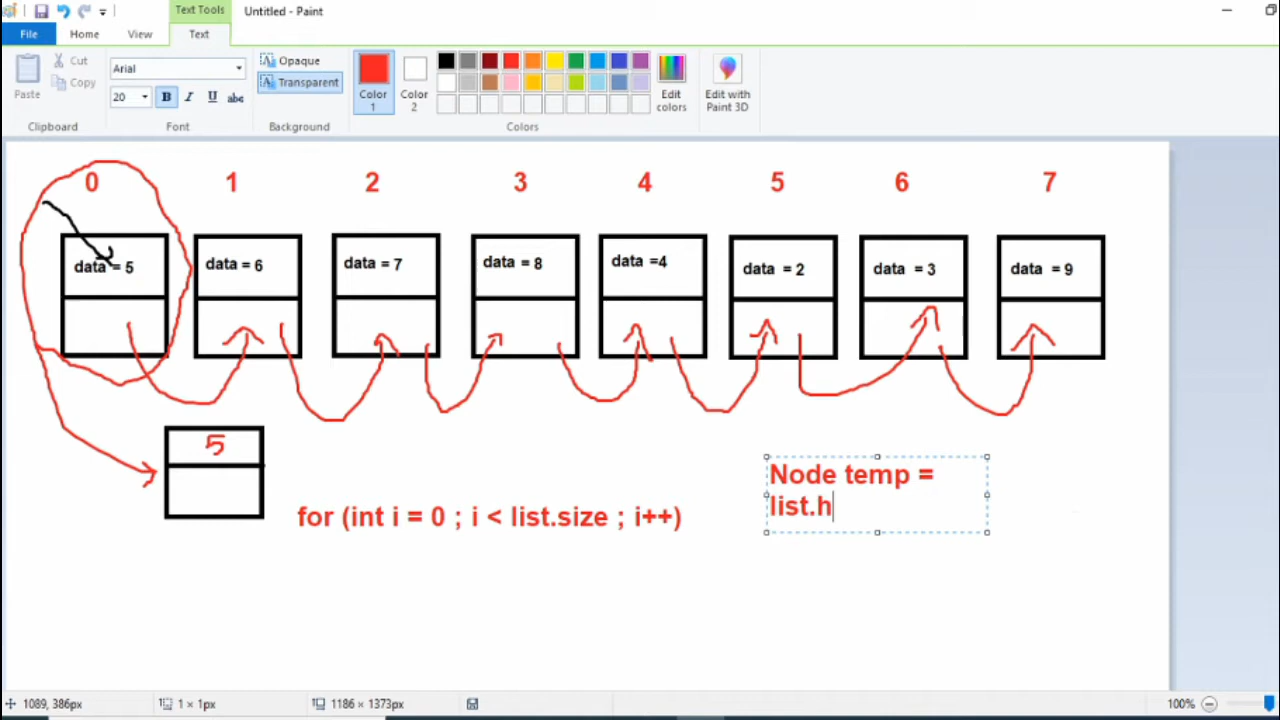 Text Tools
Untitled - Paint
File
Home
View
Text
Paste
Cut
Copy
Clipboard
Arial
20
B
I
U
abc
Font
A Opaque
A Transparent
Background
Color 1
Color 2
Edit colors
Colors
Edit with Paint 3D
0 1 2 3 4 5 6 7
data = 5
data = 6
data = 7
data = 8
data =4
data = 2
data = 3
data = 9
5
for (int i = 0 ; i < list.size ; i++)
Node temp =
list.h
1089, 386px
1 × 1px
1186 × 1373px
100%